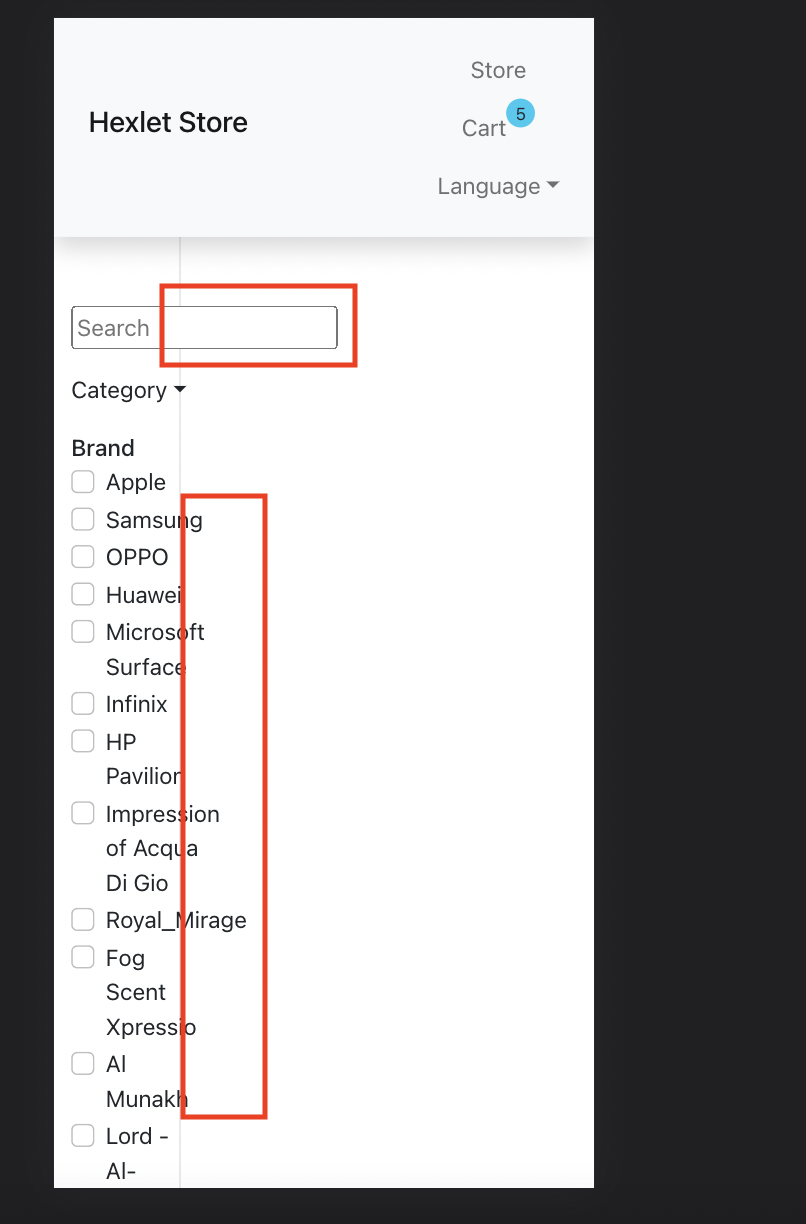 Store
Hexlet Store
Cart 5
Language
Search
Category
Brand
Apple
Samsung
OPPO
Huawei
Microsoft
Surface
Infinix
HP
Pavilion
Impression
of Acqua
Di Gio
Royal_Mirage
Fog
Scent
Xpressio
Al
Munakh
Lord -
Al-